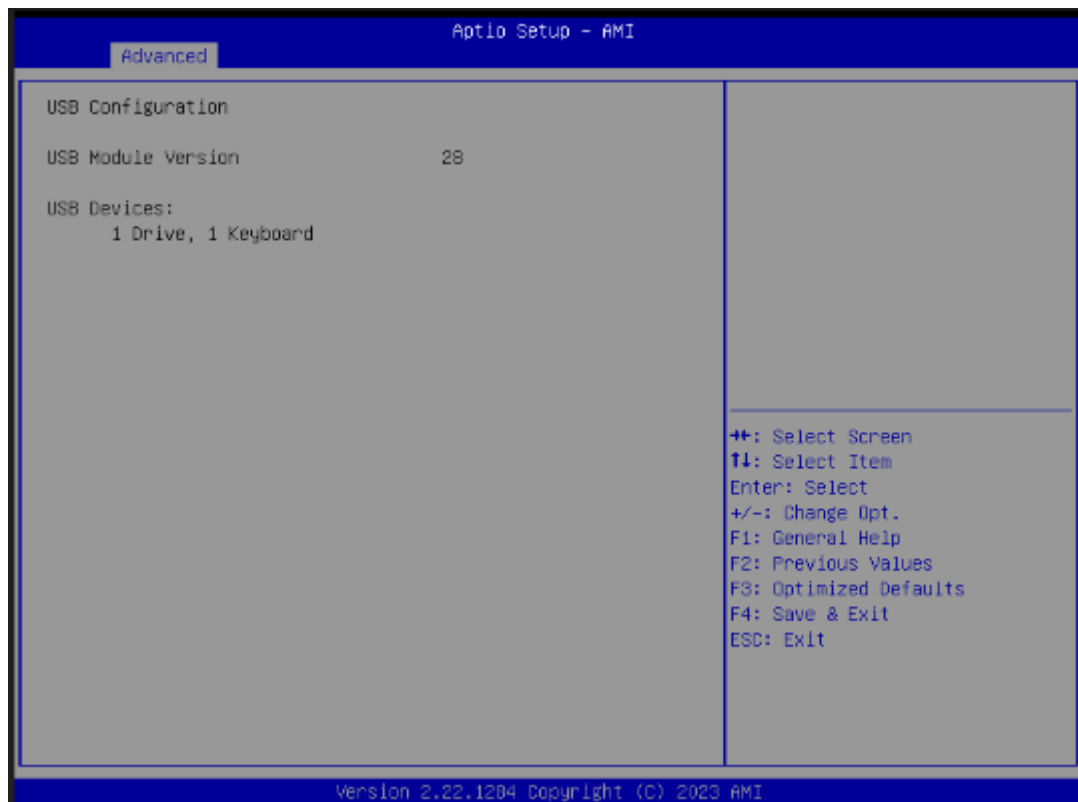 Aptio Setup - AMI
Advanced
USB Configuration
USB Module Version 28
USB Devices:
1 Drive, 1 Keyboard
→←: Select Screen
↑↓: Select Item
Enter: Select
+/-: Change Opt.
F1: General Help
F2: Previous Values
F3: Optimized Defaults
F4: Save & Exit
ESC: Exit
Version 2.22.1284 Copyright (C) 2023 AMI